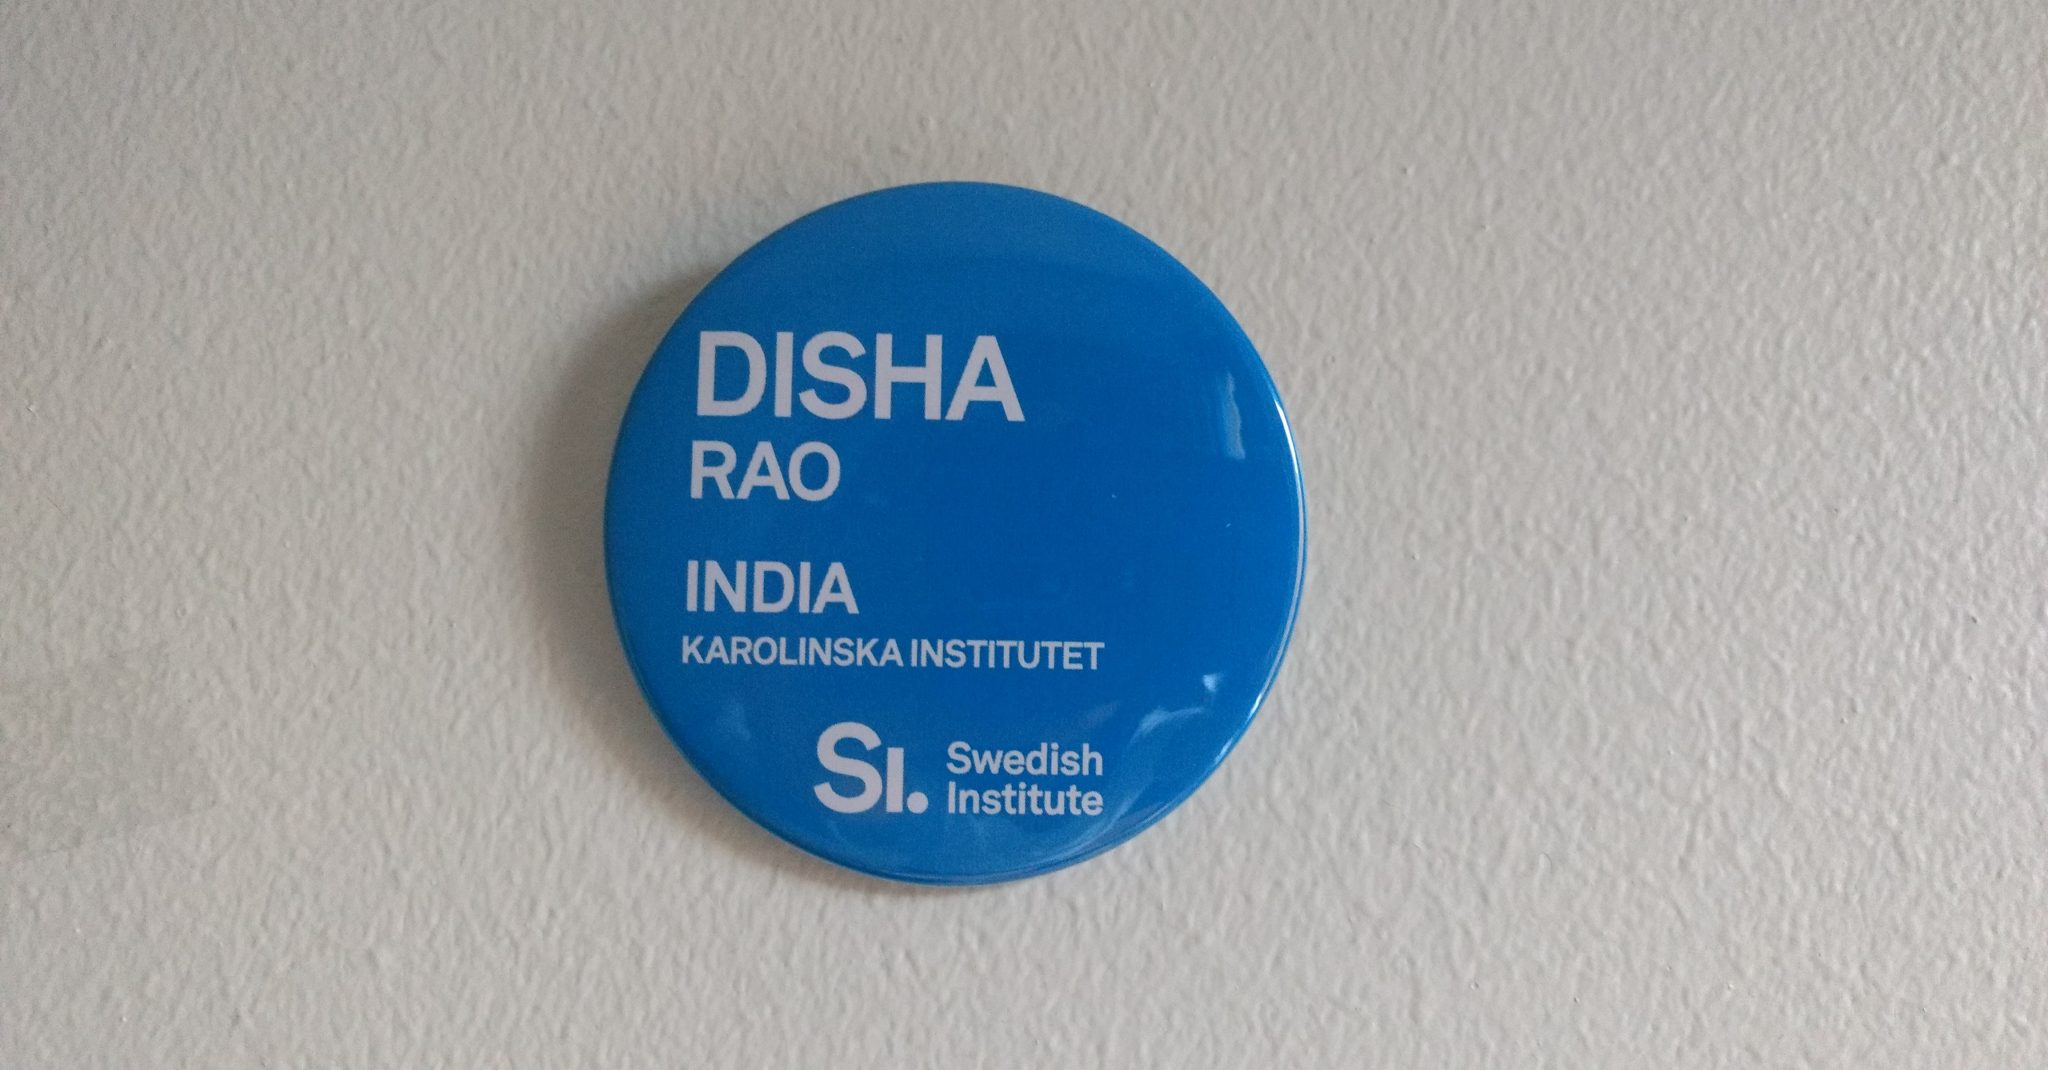 DISHA
RAO
INDIA
KAROLINSKA INSTITUTET
SI. Swedish
Institute